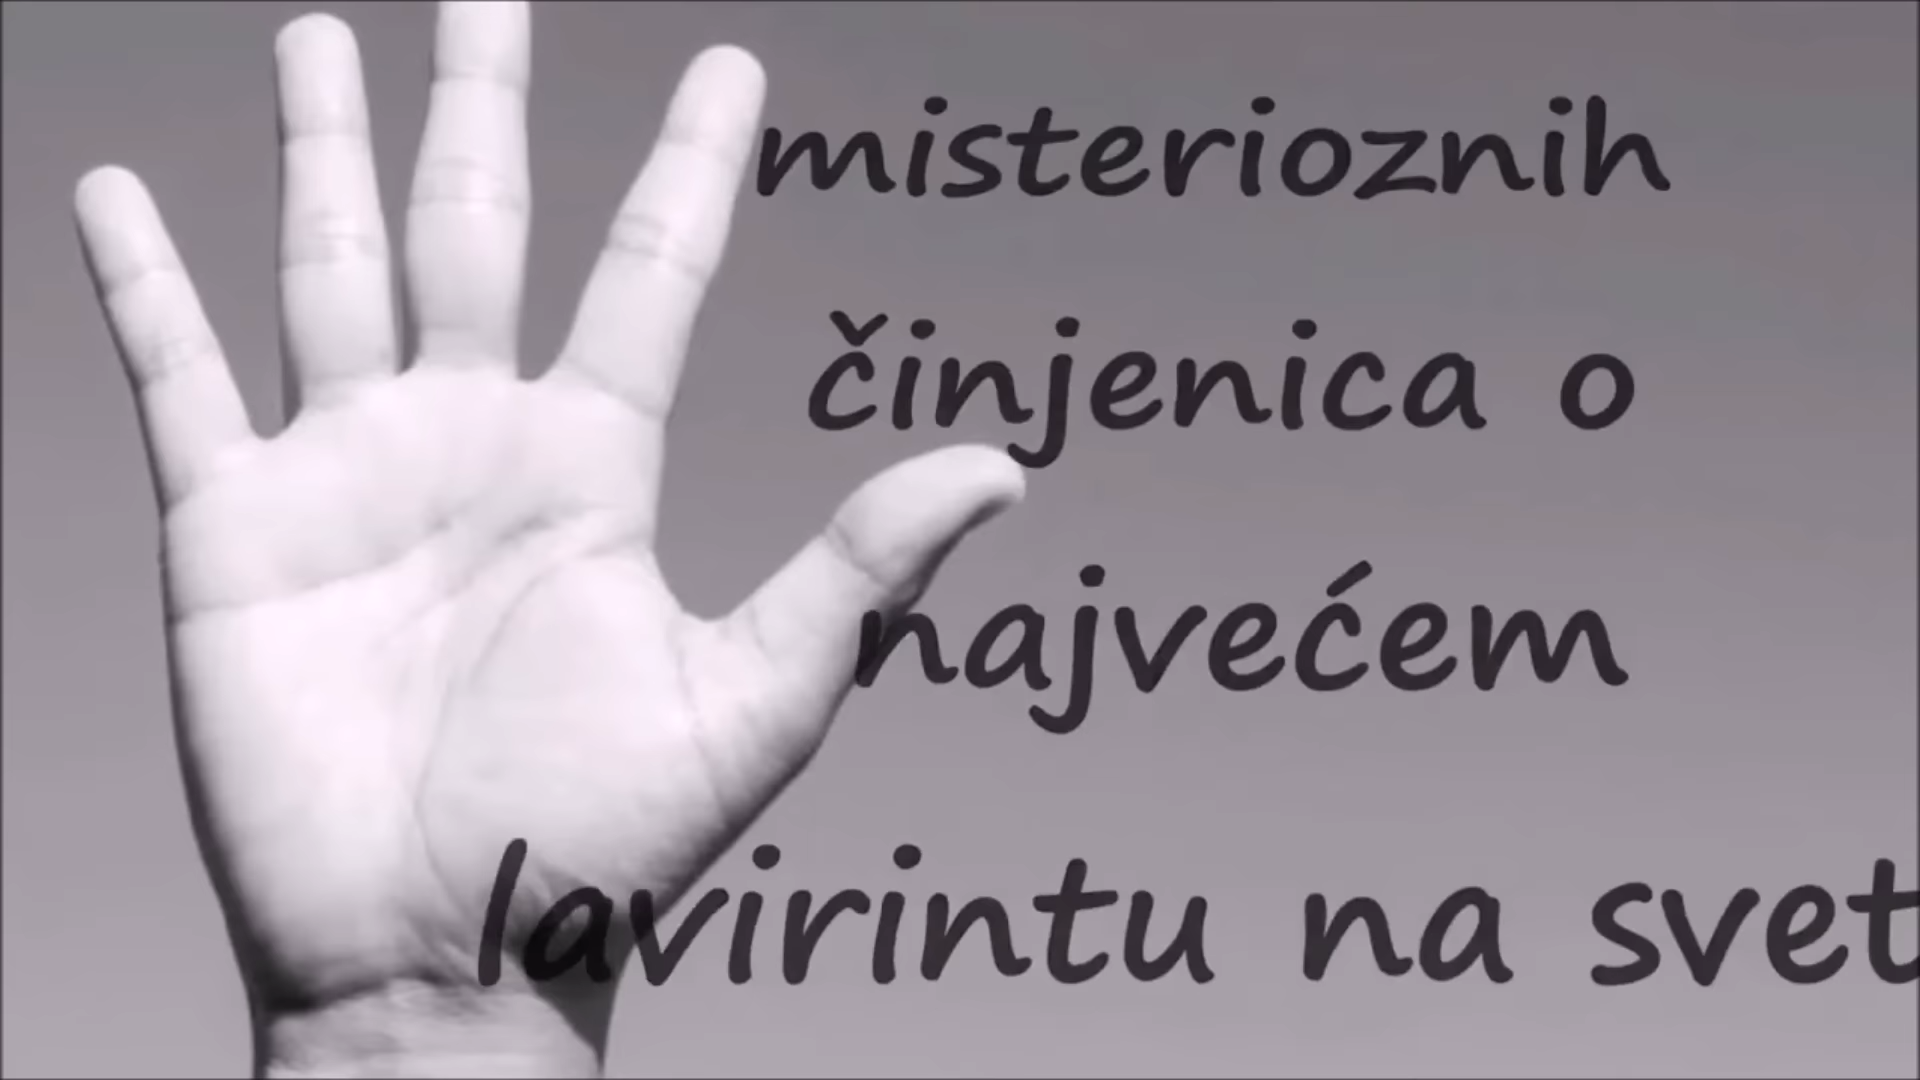 misterioznih
činjenica o
najvećem
lavirintu na svet